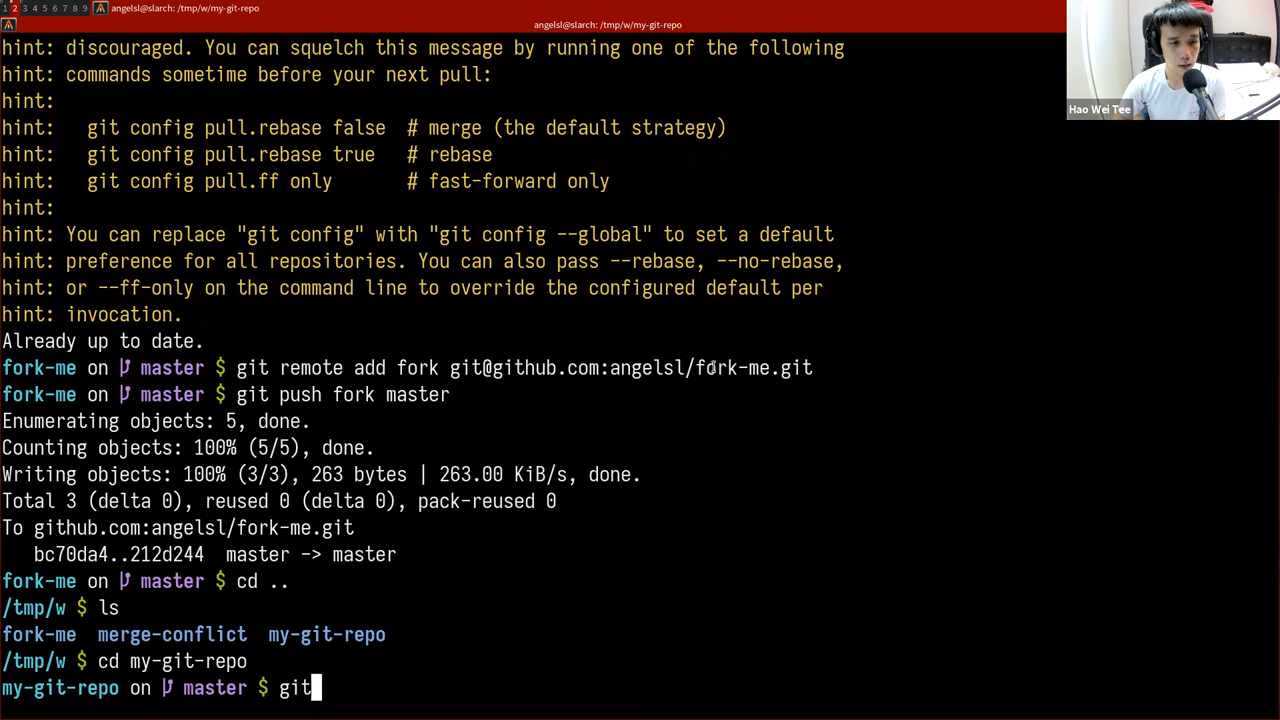 1 2 3 4 5 6 7 8 9 angelsl@slarch: /tmp/w/my-git-repo
angelsl@slarch: /tmp/w/my-git-repo
hint: discouraged. You can squelch this message by running one of the following
hint: commands sometime before your next pull:
hint:
hint:   git config pull.rebase false  # merge (the default strategy)
hint:   git config pull.rebase true   # rebase
hint:   git config pull.ff only       # fast-forward only
hint:
hint: You can replace "git config" with "git config --global" to set a default
hint: preference for all repositories. You can also pass --rebase, --no-rebase,
hint: or --ff-only on the command line to override the configured default per
hint: invocation.
Already up to date.
fork-me on master $ git remote add fork git@github.com:angelsl/fork-me.git
fork-me on master $ git push fork master
Enumerating objects: 5, done.
Counting objects: 100% (5/5), done.
Writing objects: 100% (3/3), 263 bytes | 263.00 KiB/s, done.
Total 3 (delta 0), reused 0 (delta 0), pack-reused 0
To github.com:angelsl/fork-me.git
   bc70da4..212d244  master -> master
fork-me on master $ cd ..
/tmp/w $ ls
fork-me  merge-conflict  my-git-repo
/tmp/w $ cd my-git-repo
my-git-repo on master $ git
Hao Wei Tee